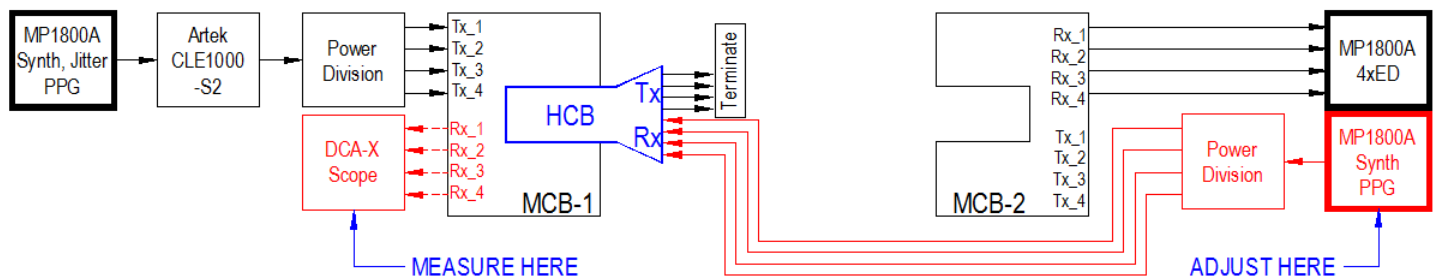 MP1800A
Synth, Jitter
PPG
Artek
CLE1000
-S2
Power
Division
Tx_1
Tx_2
Tx_3
Tx_4
Rx_1
Rx_2
Rx_3
Rx_4
DCA-X
Scope
MCB-1
HCB
Tx
Rx
Terminate
MEASURE HERE
Rx_1
Rx_2
Rx_3
Rx_4
Tx_1
Tx_2
Tx_3
Tx_4
MCB-2
MP1800A
4xED
Power
Division
MP1800A
Synth
PPG
ADJUST HERE